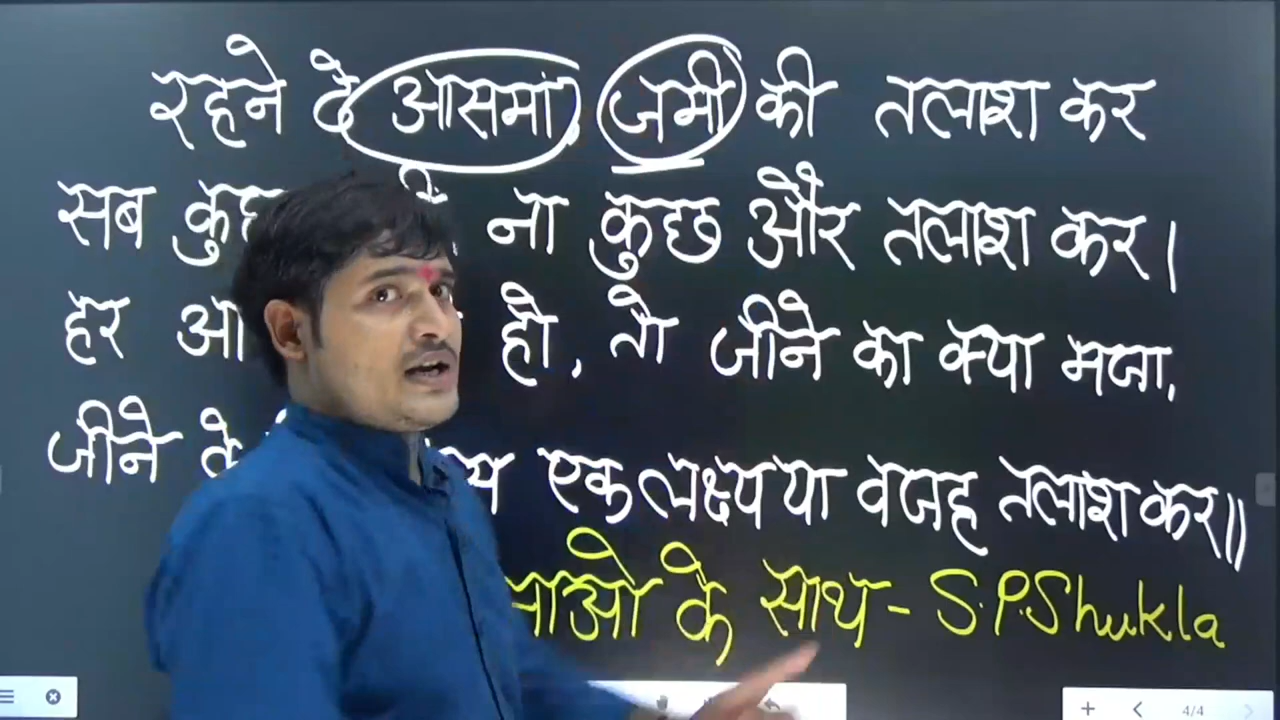 रहने दे आसमां, जमीं की तलाश कर
सब ना कुछ और तलाश कर।
हर हो, तो जीने का क्या मजा,
जीने एक लक्ष्य या वजह तलाश कर॥
के साथ - S.P.Shukla
4/4